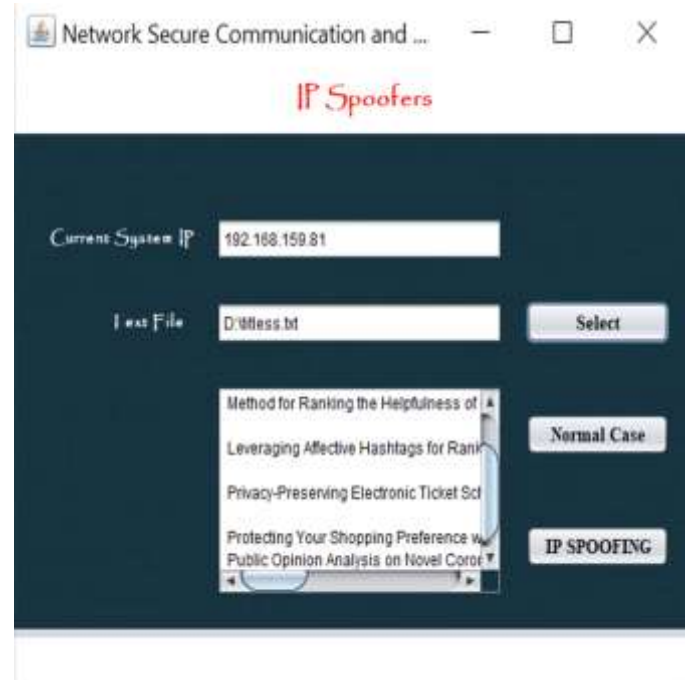 Network Secure Communication and ...
IP Spoofers
Current System IP 192.168.159.81
Text File D:\titless.txt Select
Method for Ranking the Helpfulness of
Leveraging Affective Hashtags for Rank
Normal Case
Privacy-Preserving Electronic Ticket Sch
Protecting Your Shopping Preference w
IP SPOOFING
Public Opinion Analysis on Novel Coron